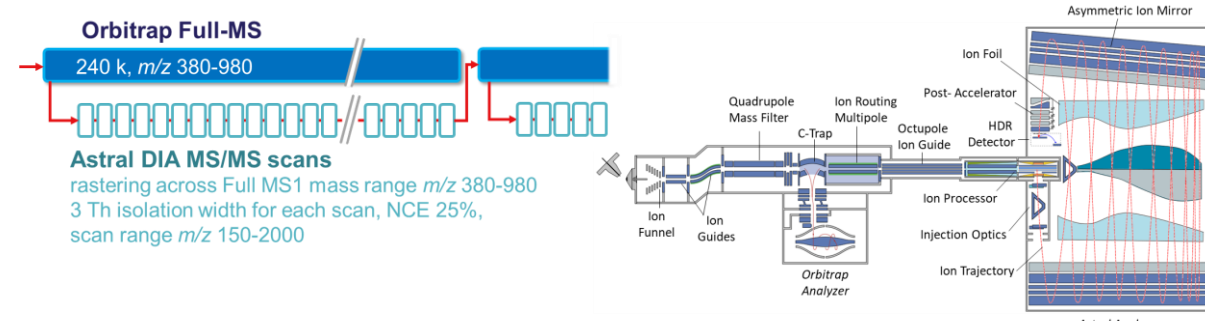 Orbitrap Full-MS
240 k, m/z 380-980
Astral DIA MS/MS scans
rastering across Full MS1 mass range m/z 380-980
3 Th isolation width for each scan, NCE 25%,
scan range m/z 150-2000
Asymmetric Ion Mirror
Ion Foil
Post- Accelerator
HDR
Detector
Quadrupole
Mass Filter
C-Trap
Ion Routing
Multipole
Octupole
Ion Guide
Ion
Funnel
Ion
Guides
Orbitrap
Analyzer
Ion Processor
Injection Optics
Ion Trajectory